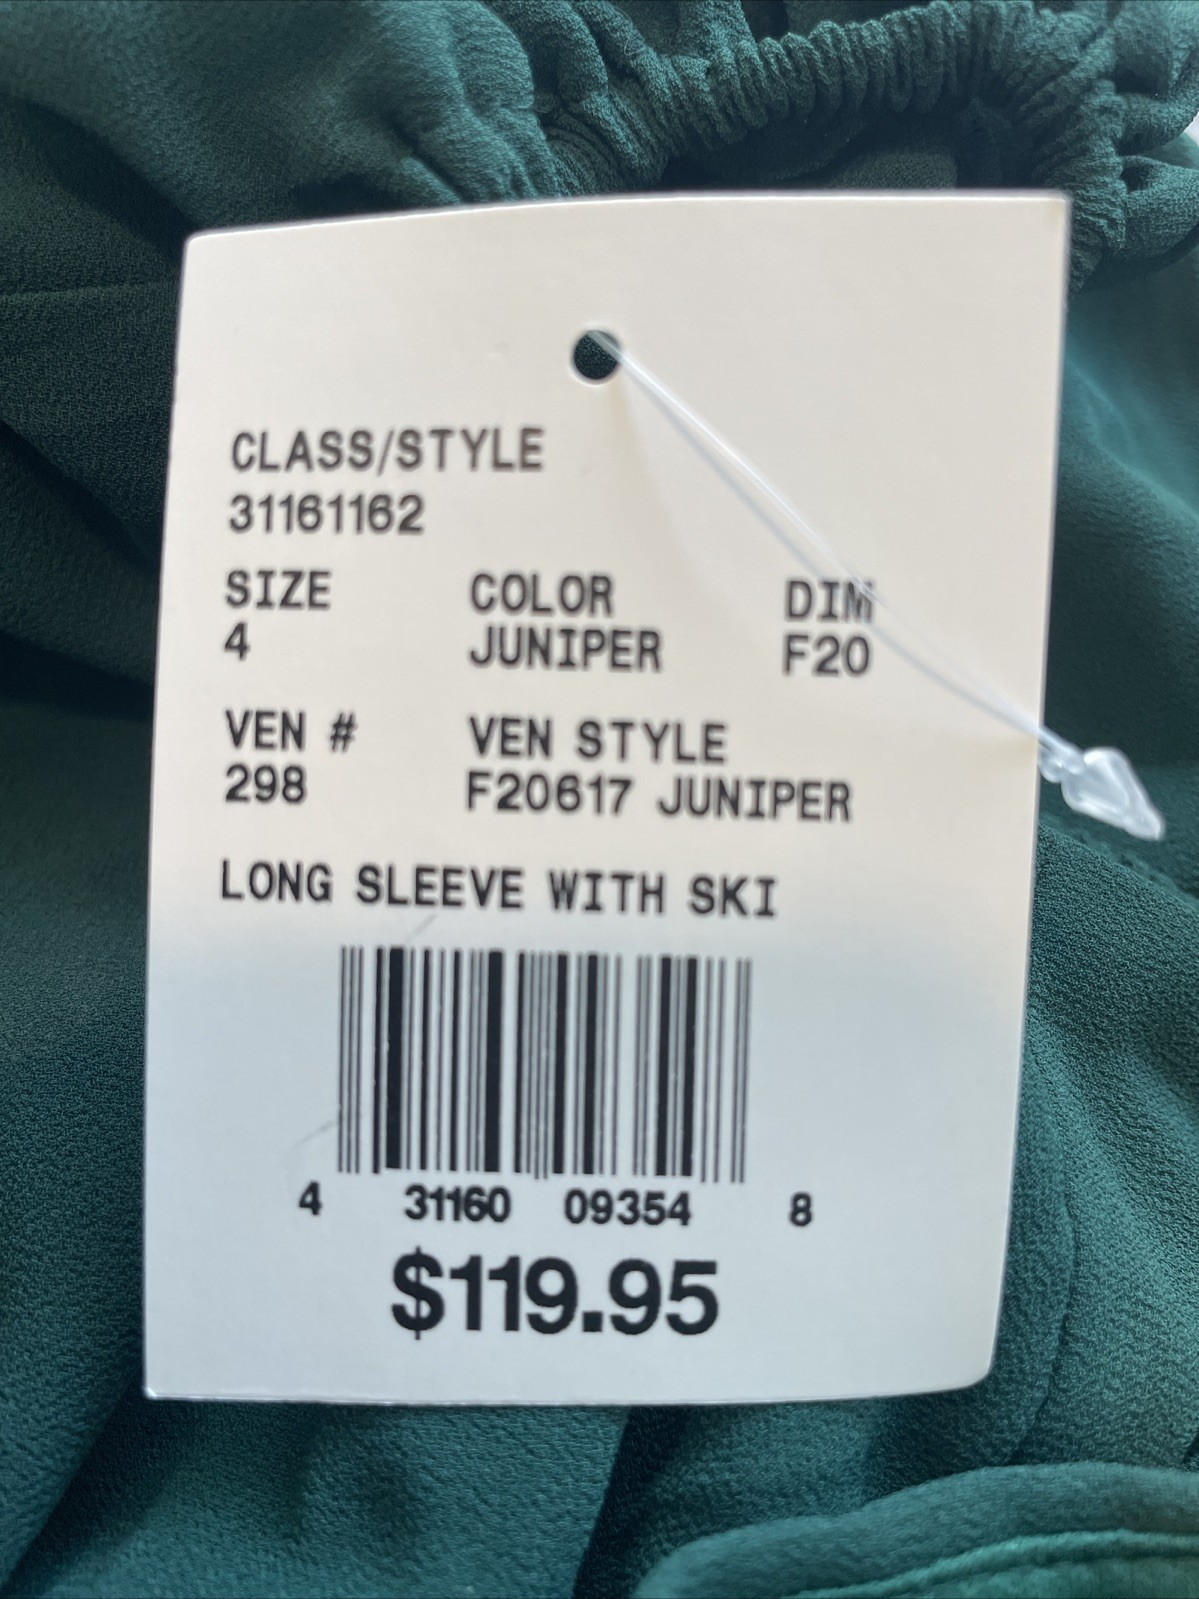 CLASS/STYLE
31161162
SIZE COLOR DIM
4 JUNIPER F20
VEN # VEN STYLE
298 F20617 JUNIPER
LONG SLEEVE WITH SKI
4 31160 09354 8
$119.95